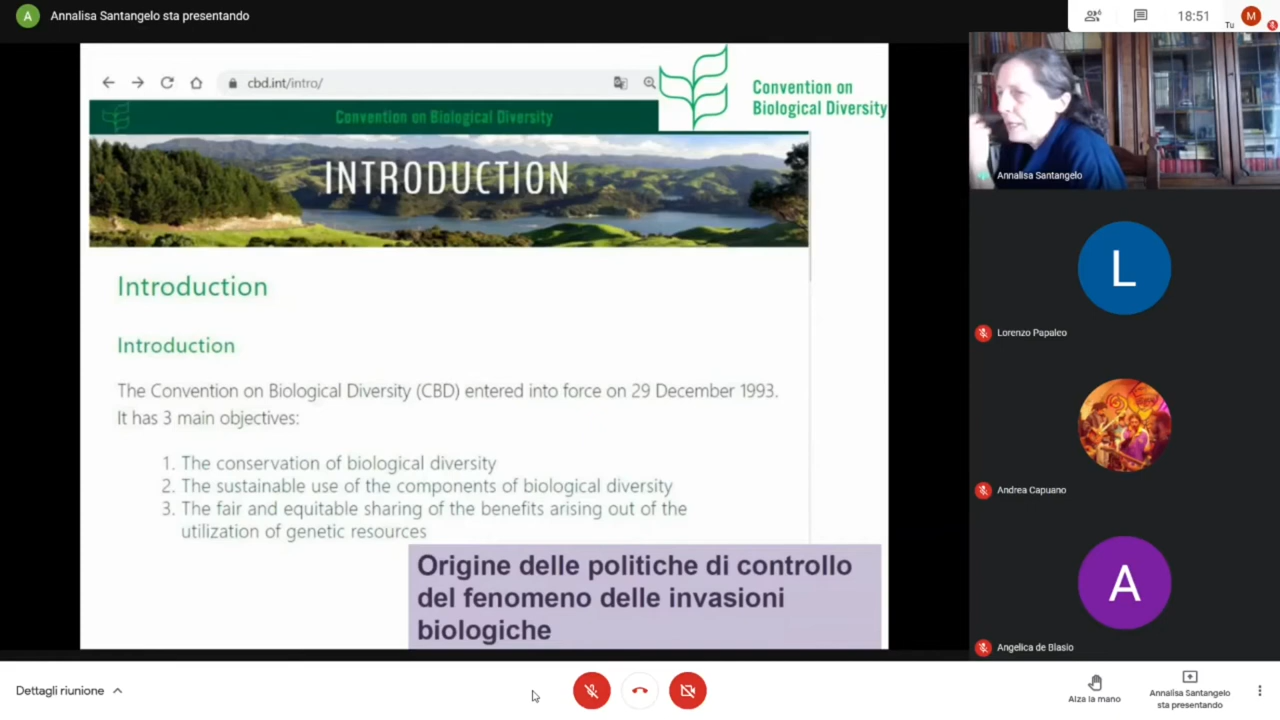 A
Annalisa Santangelo sta presentando
6
18:51
M
Tu
cbd.int/intro/
Convention on
Biological Diversity
Convention on Biological Diversity
INTRODUCTION
Introduction
Introduction
The Convention on Biological Diversity (CBD) entered into force on 29 December 1993.
It has 3 main objectives:
1. The conservation of biological diversity
2. The sustainable use of the components of biological diversity
3. The fair and equitable sharing of the benefits arising out of the
utilization of genetic resources
Origine delle politiche di controllo
del fenomeno delle invasioni
biologiche
Annalisa Santangelo
L
Lorenzo Papaleo
Andrea Capuano
A
Angelica de Blasio
Dettagli riunione
Alza la mano
Annalisa Santangelo
sta presentando